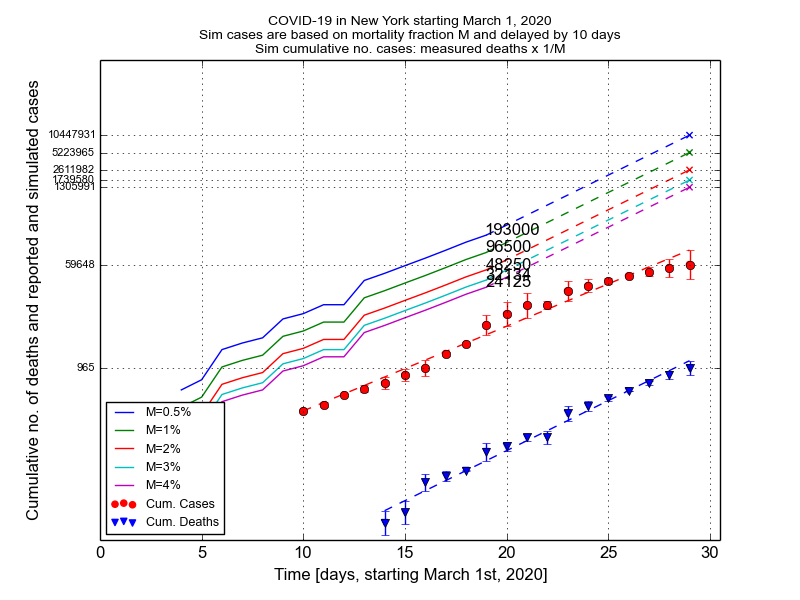 COVID-19 in New York starting March 1, 2020
Sim cases are based on mortality fraction M and delayed by 10 days
Sim cumulative no. cases: measured deaths x 1/M
Cumulative no. of deaths and reported and simulated cases
10447931
5223965
2611982
1739580
1305991
59648
965
193000
96500
48250
32134
24125
M=0.5%
M=1%
M=2%
M=3%
M=4%
Cum. Cases
Cum. Deaths
0 5 10 15 20 25 30
Time [days, starting March 1st, 2020]